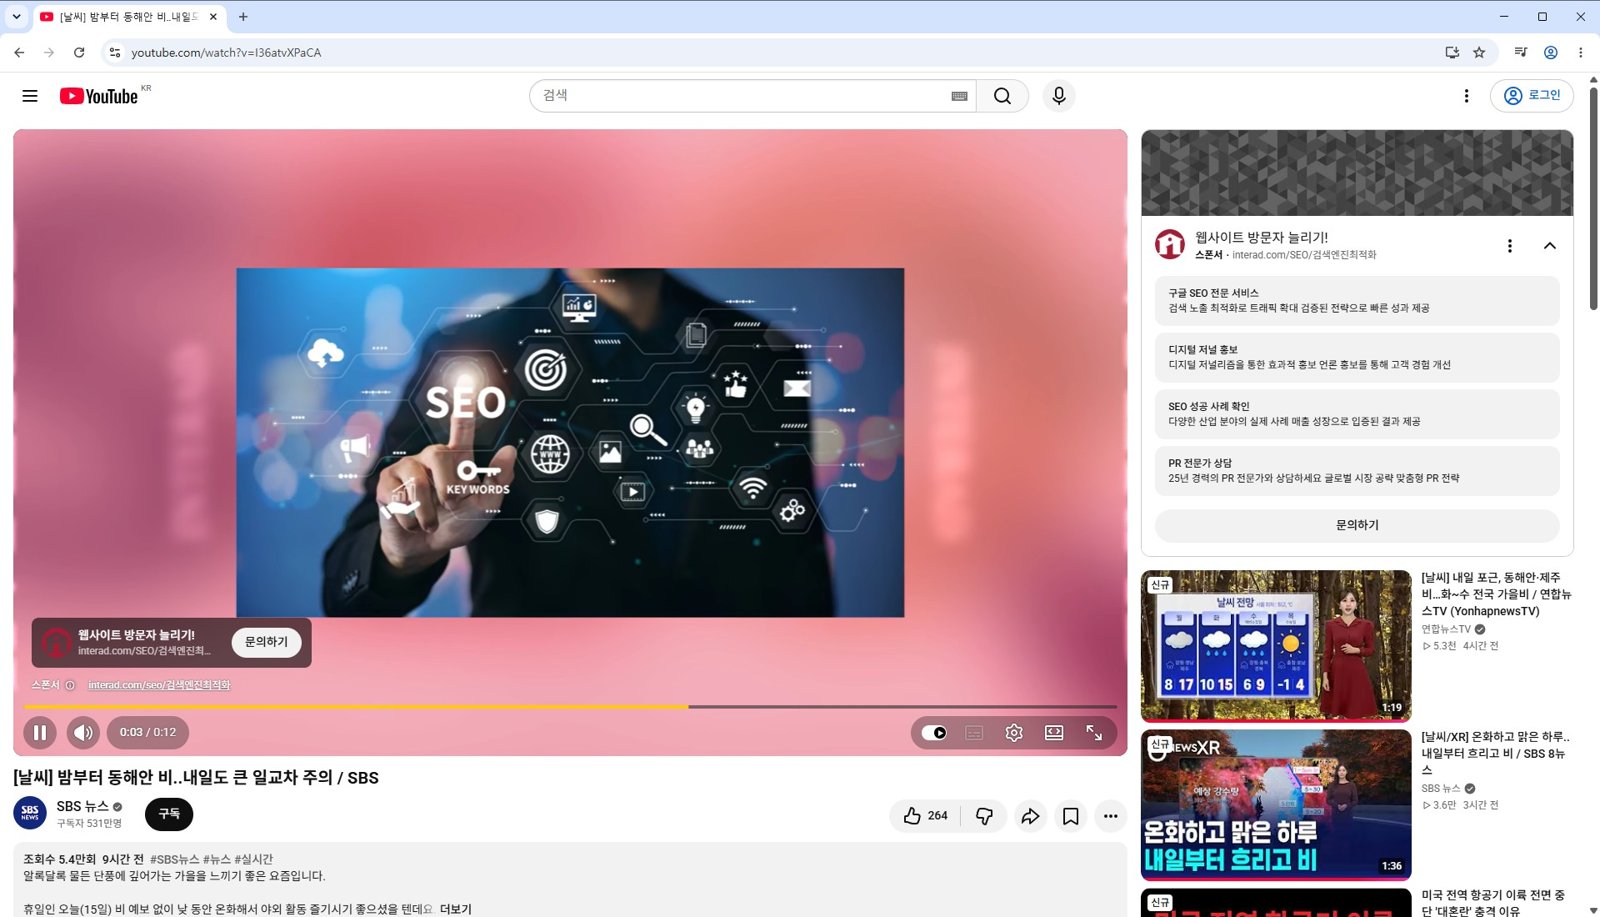 [날씨] 밤부터 동해안 비..내일도
youtube.com/watch?v=I36atvXPaCA
YouTube KR
검색
로그인
SEO
WWW
KEY WORDS
웹사이트 방문자 늘리기!
interad.com/SEO/검색엔진최...
문의하기
스폰서
interad.com/seo/검색엔진최적화
0:03 / 0:12
[날씨] 밤부터 동해안 비..내일도 큰 일교차 주의 / SBS
SBS NEWS
SBS 뉴스
구독자 531만명
구독
264
조회수 5.4만회 9시간 전 #SBS뉴스 #뉴스 #실시간
알록달록 물든 단풍에 깊어가는 가을을 느끼기 좋은 요즘입니다.
휴일인 오늘(15일) 비 예보 없이 낮 동안 온화해서 야외 활동 즐기시기 좋으셨을 텐데요. 더보기
웹사이트 방문자 늘리기!
스폰서 · interad.com/SEO/검색엔진최적화
구글 SEO 전문 서비스
검색 노출 최적화로 트래픽 확대 검증된 전략으로 빠른 성과 제공
디지털 저널 홍보
디지털 저널리즘을 통한 효과적 홍보 언론 홍보를 통해 고객 경험 개선
SEO 성공 사례 확인
다양한 산업 분야의 실제 사례 매출 성장으로 입증된 결과 제공
PR 전문가 상담
25년 경력의 PR 전문가와 상담하세요 글로벌 시장 공략 맞춤형 PR 전략
문의하기
신규
날씨 전망
월 화 수 목
8 17 10 15 6 9 -1 4
1:19
[날씨] 내일 포근, 동해안·제주
비…화~수 전국 가을비 / 연합뉴
스TV (YonhapnewsTV)
연합뉴스TV
5.3천 4시간 전
신규
NEWSXR
예상 강수량
온화하고 맑은 하루
내일부터 흐리고 비
1:36
[날씨/XR] 온화하고 맑은 하루..
내일부터 흐리고 비 / SBS 8뉴
스
SBS 뉴스
3.6만 3시간 전
신규
미국 전역 항공기 이륙 전면 중
단 '대혼란' 충격 이유